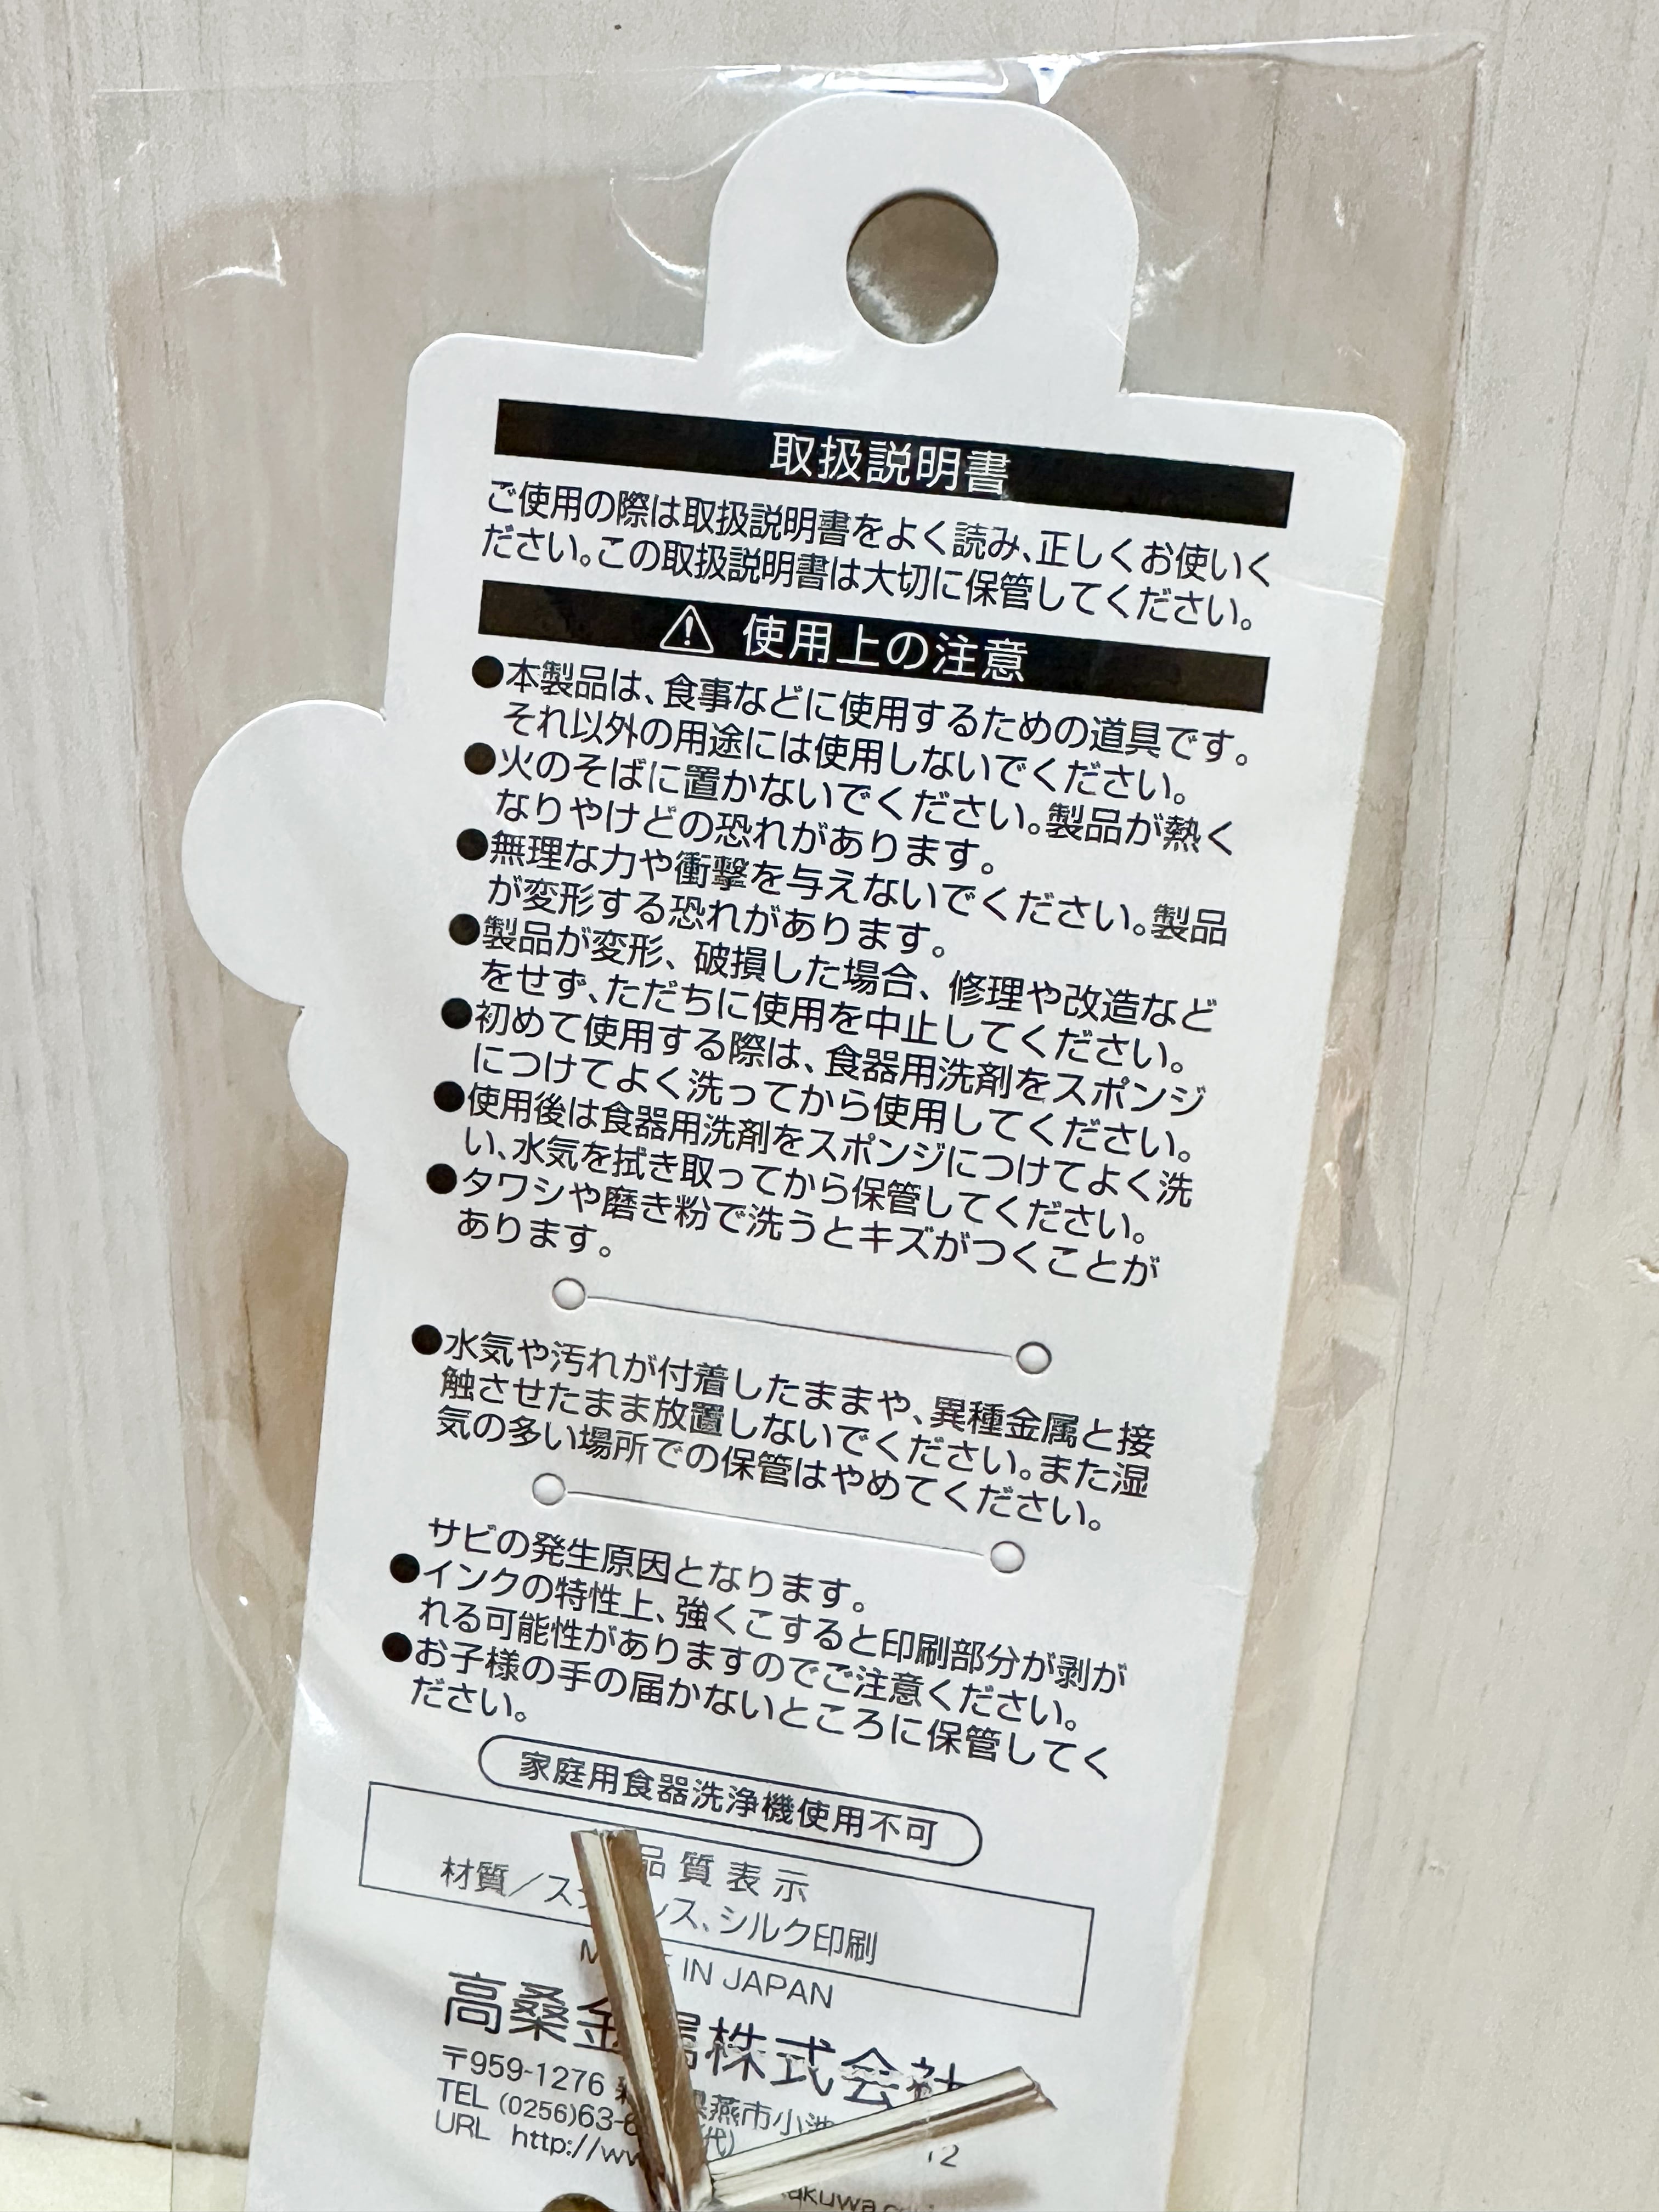 取扱説明書
ご使用の際は取扱説明書をよく読み、正しくお使いく
ださい。この取扱説明書は大切に保管してください。
⚠ 使用上の注意
●本製品は、食事などに使用するための道具です。
それ以外の用途には使用しないでください。
●火のそばに置かないでください。製品が熱く
なりやけどの恐れがあります。
●無理な力や衝撃を与えないでください。製品
が変形する恐れがあります。
●製品が変形、破損した場合、修理や改造など
をせず、ただちに使用を中止してください。
●初めて使用する際は、食器用洗剤をスポンジ
につけてよく洗ってから使用してください。
●使用後は食器用洗剤をスポンジにつけてよく洗
い、水気を拭き取ってから保管してください。
●タワシや磨き粉で洗うとキズがつくことが
あります。
●水気や汚れが付着したままや、異種金属と接
触させたまま放置しないでください。また湿
気の多い場所での保管はやめてください。
サビの発生原因となります。
●インクの特性上、強くこすると印刷部分が剥が
れる可能性がありますのでご注意ください。
●お子様の手の届かないところに保管してく
ださい。
家庭用食器洗浄機使用不可
品質表示
材質／ス ンス、シルク印刷
IN JAPAN
高桑金属株式会社
〒959-1276 燕市小池
TEL (0256)63-
URL http://